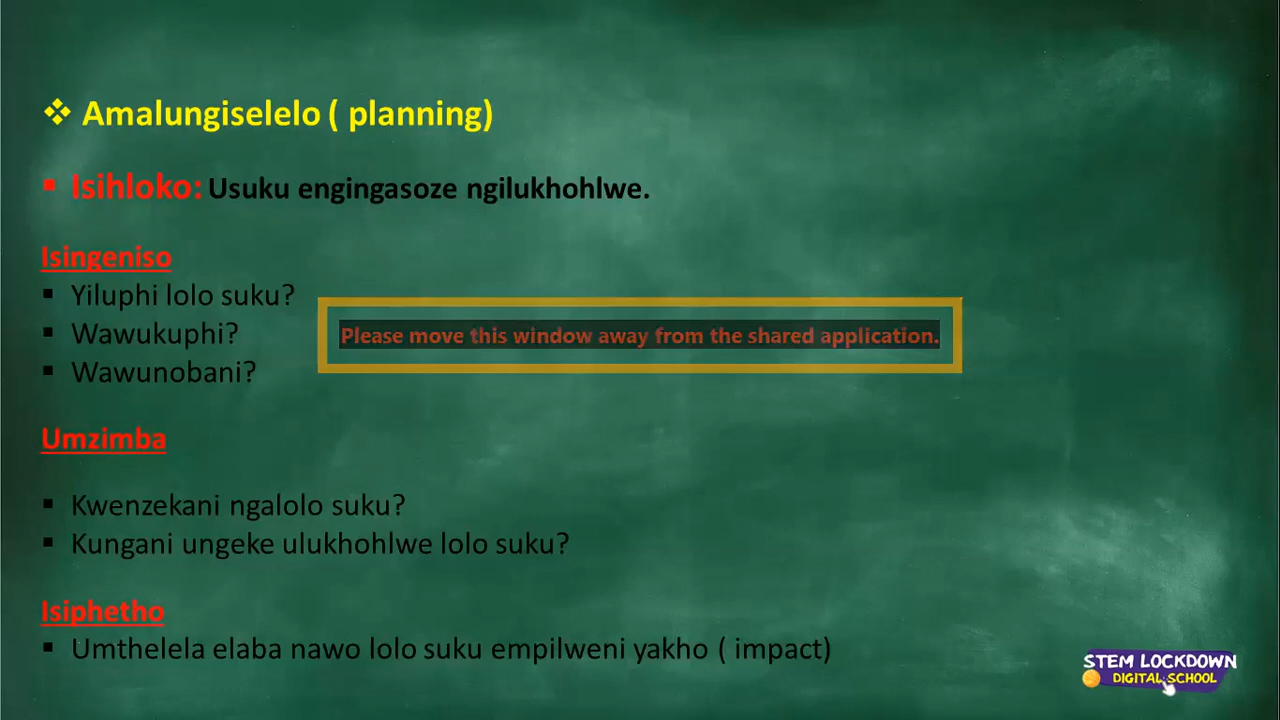 ❖ Amalungiselelo ( planning)
▪ Isihloko: Usuku engingasoze ngilukhohlwe.
Isingeniso
▪ Yiluphi lolo suku?
▪ Wawukuphi?
Please move this window away from the shared application.
▪ Wawunobani?
Umzimba
▪ Kwenzekani ngalolo suku?
▪ Kungani ungeke ulukhohlwe lolo suku?
Isiphetho
▪ Umthelela elaba nawo lolo suku empilweni yakho ( impact)
STEM LOCKDOWN
DIGITAL SCHOOL